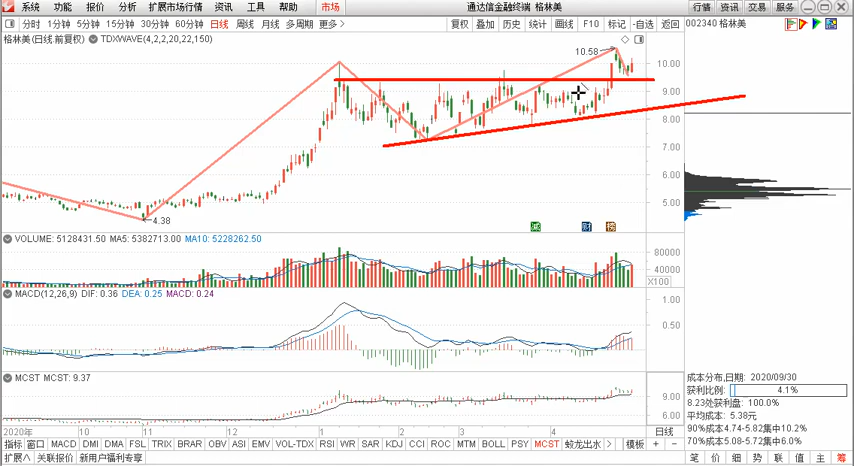 系统 功能 报价 分析 扩展市场行情 资讯 工具 帮助 市场 通达信金融终端 格林美 行情 资讯 交易 服务
分时 1分钟 5分钟 15分钟 30分钟 60分钟 日线 周线 月线 多周期 更多> 复权 叠加 历史 统计 画线 F10 标记 -自选 返回
002340 格林美
格林美(日线.前复权) TDXWAVE(4,2,2,20,22,150)
10.58
10.00
9.00
8.00
7.00
6.00
5.00
4.38
减 财 榜
VOLUME: 5128431.50 MA5: 5382713.00 MA10: 5228262.50
80000
40000
X100
MACD(12,26,9) DIF: 0.36 DEA: 0.25 MACD: 0.24
1.00
0.50
MCST MCST: 9.37
9.00
6.00
成本分布,日期: 2020/09/30
获利比例: 4.1%
8.23处获利盘: 100.0%
平均成本: 5.38元
90%成本4.74-5.82集中10.2%
70%成本5.08-5.72集中6.0%
2020年 10 11 12 1 2 3 4 日线
指标 窗口 MACD DMI DMA FSL TRIX BRAR OBV ASI EMV VOL-TDX RSI WR SAR KDJ CCI ROC MTM BOLL PSY MCST 蛟龙出水 > 模板 + －
扩展∧ 关联报价 新用户福利专享
笔 价 细 势 联 值 主 筹